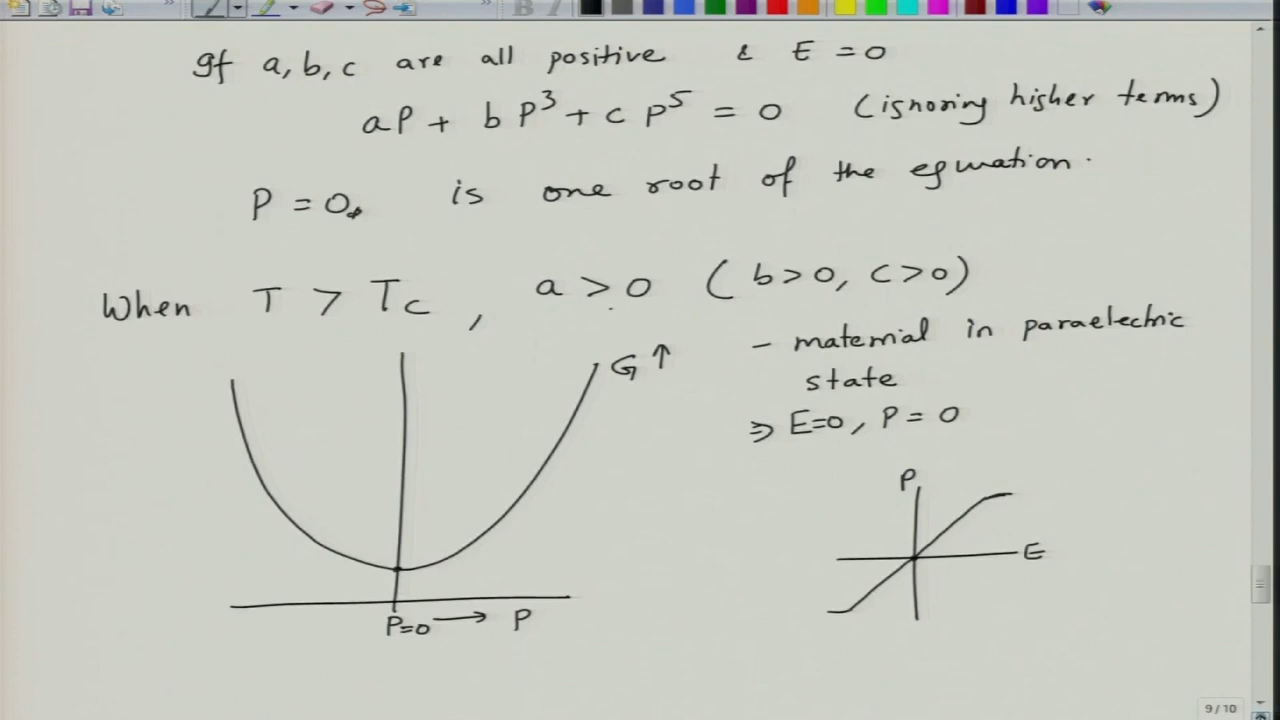 If a, b, c are all positive & E = 0
aP + bP³ + cP⁵ = 0 (ignoring higher terms)
P = 0. is one root of the equation.
When T > Tc, a > 0 (b>0, c>0)
- material in paraelectric
state
⇒ E=0, P = 0
G ↑
P=0 → P
P
E
B I
9 / 10